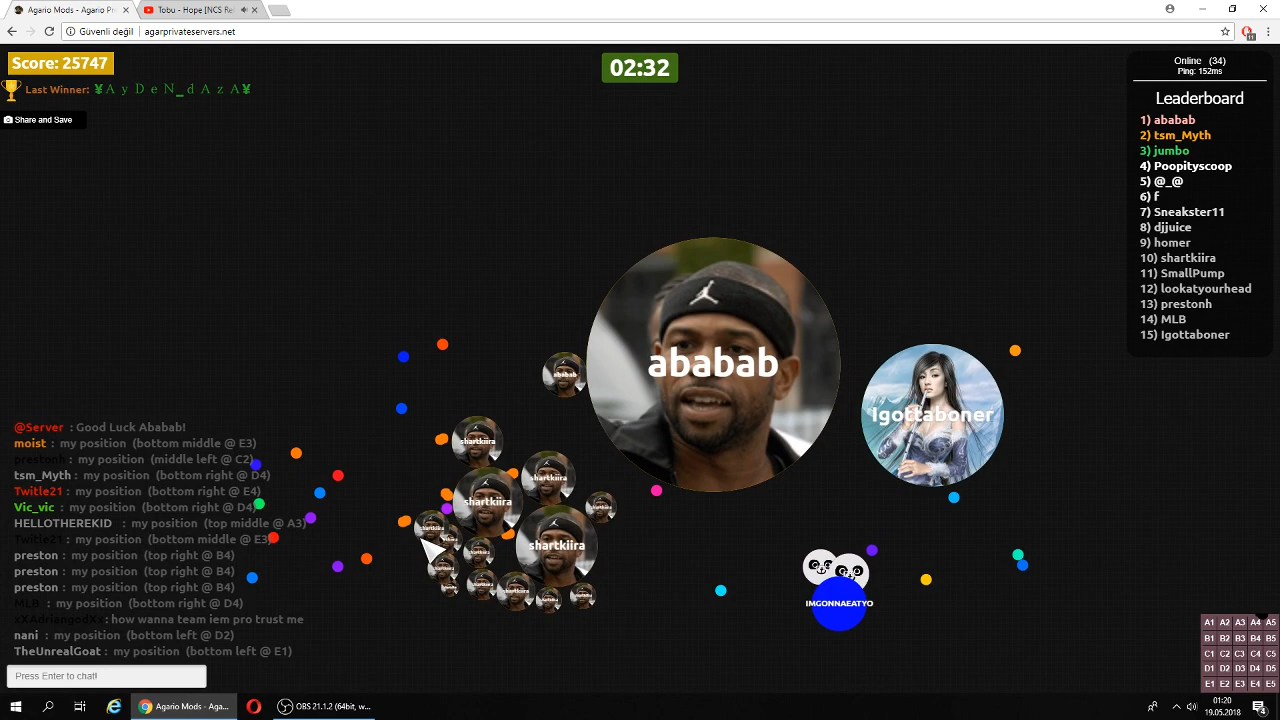 Agario Mods - Agario Pr
Tobu - Hope [NCS Re
Güvenli değil
agarprivateservers.net
11
Score: 25747
02:32
Last Winner: ¥AyDeN_dAzA¥
Share and Save
Online (34)
Ping: 152ms
Leaderboard
1) ababab
2) tsm_Myth
3) jumbo
4) Poopityscoop
5) @_@
6) f
7) Sneakster11
8) djjuice
9) homer
10) shartkiira
11) SmallPump
12) lookatyourhead
13) prestonh
14) MLB
15) Igottaboner
ababab
ababab
Igottaboner
shartkiira
shartkiira
shartkiira
shartkiira
shartkiira
IMGONNAEATYO
@Server : Good Luck Ababab!
moist : my position (bottom middle @ E3)
prestonh : my position (middle left @ C2)
tsm_Myth : my position (bottom right @ D4)
Twitle21 : my position (bottom right @ E4)
Vic_vic : my position (bottom right @ D4)
HELLOTHEREKID : my position (top middle @ A3)
Twitle21 : my position (bottom middle @ E3)
preston : my position (top right @ B4)
preston : my position (top right @ B4)
preston : my position (top right @ B4)
MLB : my position (bottom right @ D4)
xXAdriangodXx : how wanna team iem pro trust me
nani : my position (bottom left @ D2)
TheUnrealGoat : my position (bottom left @ E1)
Press Enter to chat!
A1 A2 A3 A4 A5
B1 B2 B3 B4 B5
C1 C2 C3 C4 C5
D1 D2 D3 D4 D5
E1 E2 E3 E4 E5
Agario Mods - Aga...
OBS 21.1.2 (64bit, w...
01:20
19.05.2018
4